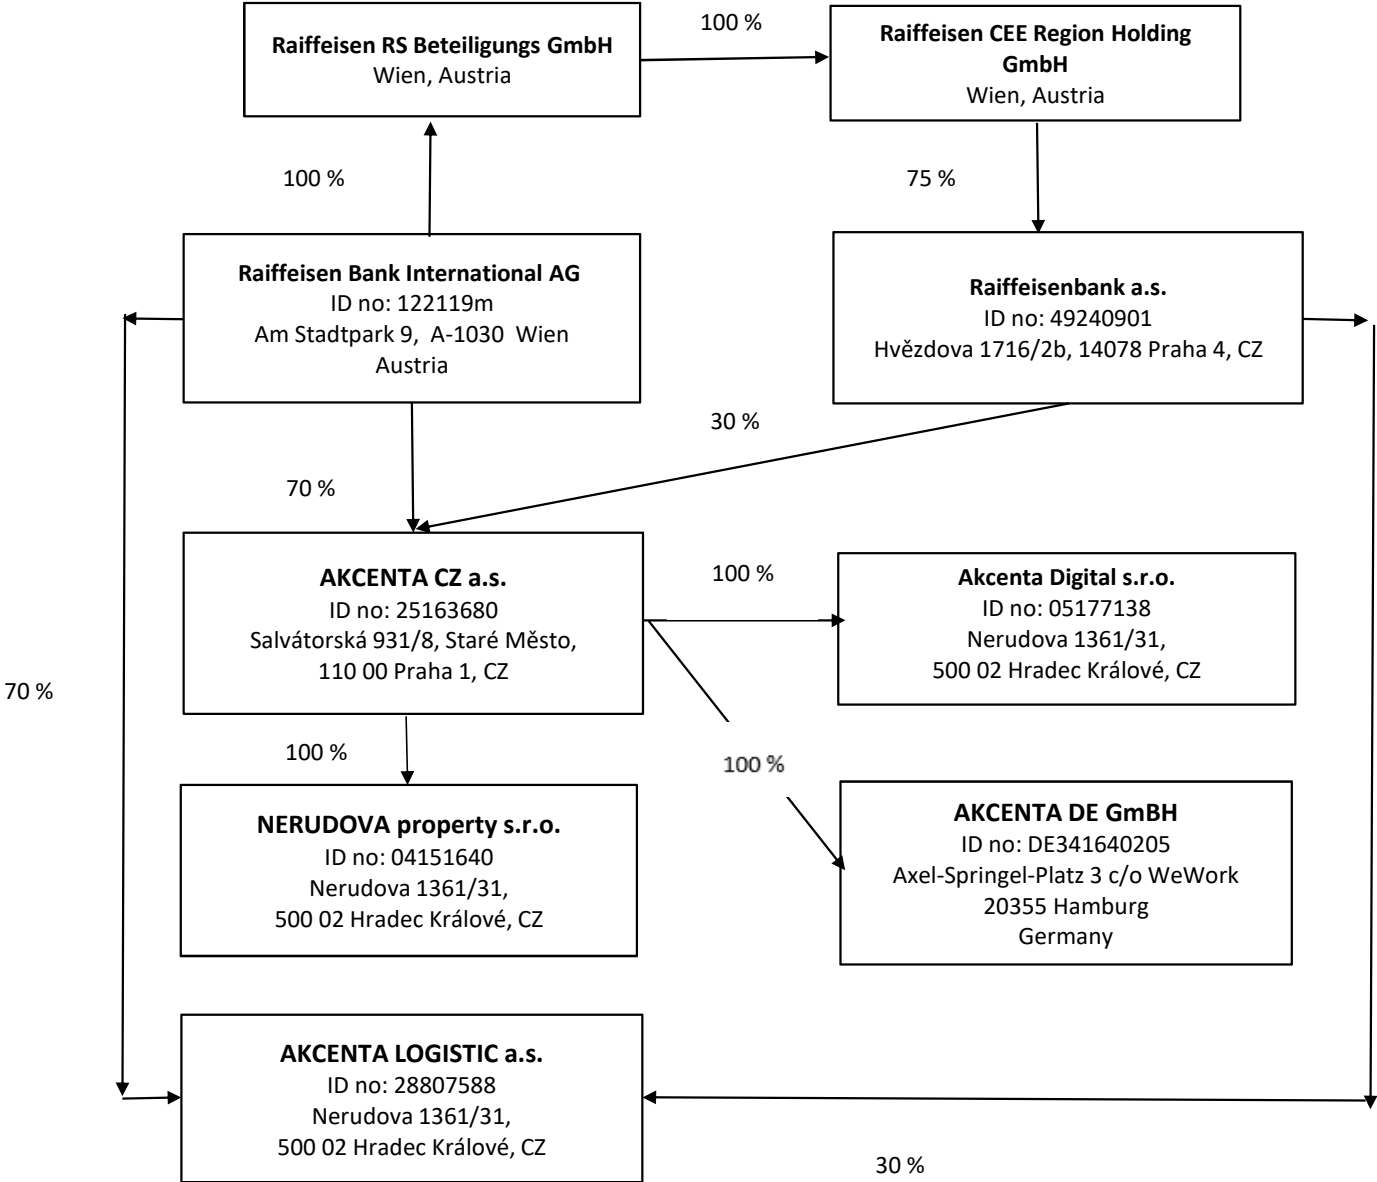 Raiffeisen RS Beteiligungs GmbH
Wien, Austria
100 %
Raiffeisen CEE Region Holding
GmbH
Wien, Austria
100 %
75 %
Raiffeisen Bank International AG
ID no: 122119m
Am Stadtpark 9, A-1030 Wien
Austria
Raiffeisenbank a.s.
ID no: 49240901
Hvězdova 1716/2b, 14078 Praha 4, CZ
30 %
70 %
AKCENTA CZ a.s.
ID no: 25163680
Salvátorská 931/8, Staré Město,
110 00 Praha 1, CZ
100 %
Akcenta Digital s.r.o.
ID no: 05177138
Nerudova 1361/31,
500 02 Hradec Králové, CZ
70 %
100 %
100 %
NERUDOVA property s.r.o.
ID no: 04151640
Nerudova 1361/31,
500 02 Hradec Králové, CZ
AKCENTA DE GmBH
ID no: DE341640205
Axel-Springel-Platz 3 c/o WeWork
20355 Hamburg
Germany
AKCENTA LOGISTIC a.s.
ID no: 28807588
Nerudova 1361/31,
500 02 Hradec Králové, CZ
30 %